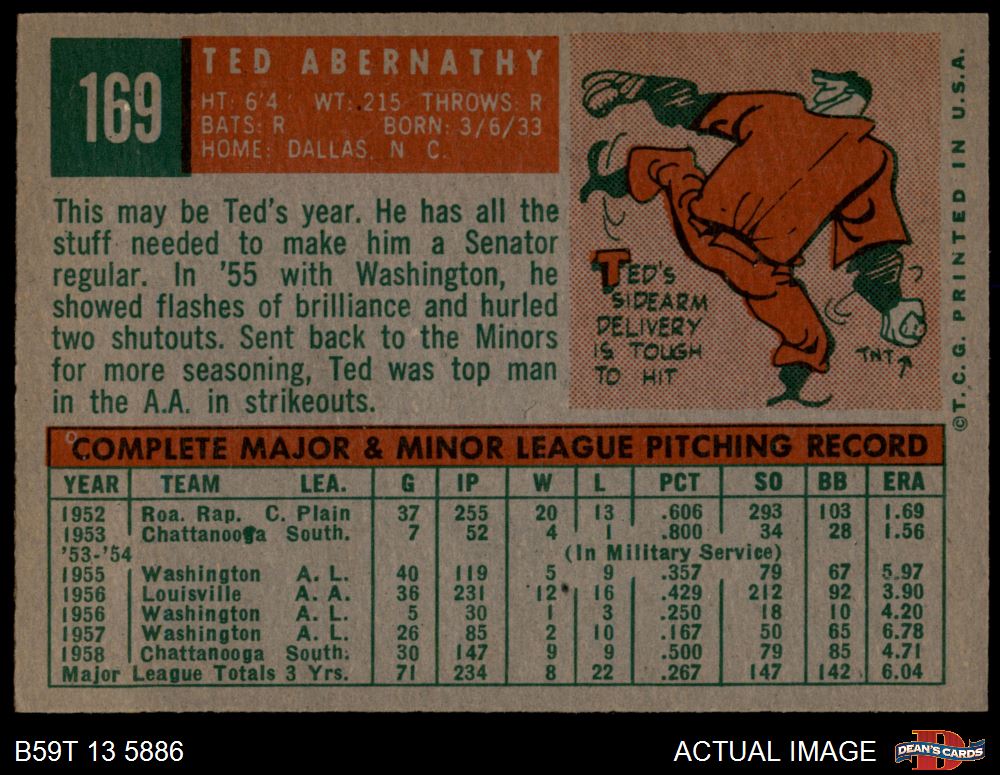 169
TED ABERNATHY
HT: 6'4 WT: 215 THROWS: R
BATS: R BORN: 3/6/33
HOME: DALLAS, N C.
This may be Ted's year. He has all the
stuff needed to make him a Senator
regular. In '55 with Washington, he
showed flashes of brilliance and hurled
two shutouts. Sent back to the Minors
for more seasoning, Ted was top man
in the A.A. in strikeouts.
TED'S
SIDEARM
DELIVERY
IS TOUGH
TO HIT
TNT
©T. C. G. PRINTED IN U.S.A.
COMPLETE MAJOR & MINOR LEAGUE PITCHING RECORD
YEAR TEAM LEA. G IP W L PCT SO BB ERA
1952 Roa. Rap. C. Plain 37 255 20 13 .606 293 103 1.69
1953 Chattanooga South. 7 52 4 1 .800 34 28 1.56
'53-'54 (In Military Service)
1955 Washington A. L. 40 119 5 9 .357 79 67 5.97
1956 Louisville A. A. 36 231 12 16 .429 212 92 3.90
1956 Washington A. L. 5 30 1 3 .250 18 10 4.20
1957 Washington A. L. 26 85 2 10 .167 50 65 6.78
1958 Chattanooga South. 30 147 9 9 .500 79 85 4.71
Major League Totals 3 Yrs. 71 234 8 22 .267 147 142 6.04
B59T 13 5886
ACTUAL IMAGE
DEAN'S CARDS